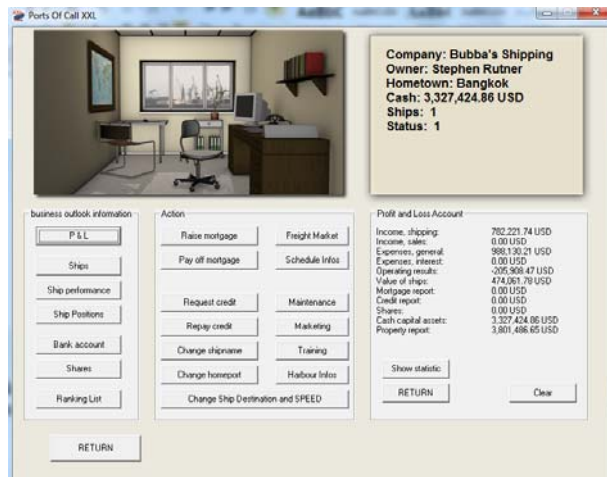 Ports Of Call XXL
Company: Bubba's Shipping
Owner: Stephen Rutner
Hometown: Bangkok
Cash: 3,327,424.86 USD
Ships: 1
Status: 1
business outlook information
P & L
Ships
Ship performance
Ship Positions
Bank account
Shares
Ranking List
Action
Raise mortgage
Freight Market
Pay off mortgage
Schedule Infos
Request credit
Maintenance
Repay credit
Marketing
Change shipname
Training
Change homeport
Harbour Infos
Change Ship Destination and SPEED
Profit and Loss Account
Income, shipping: 782,221.74 USD
Income, sales: 0.00 USD
Expenses, general: 988,130.21 USD
Expenses, interest: 0.00 USD
Operating results: -205,908.47 USD
Value of ships: 474,061.78 USD
Mortgage report: 0.00 USD
Credit report: 0.00 USD
Shares: 0.00 USD
Cash capital assets: 3,327,424.86 USD
Property report: 3,801,486.65 USD
Show statistic
RETURN
Clear
RETURN